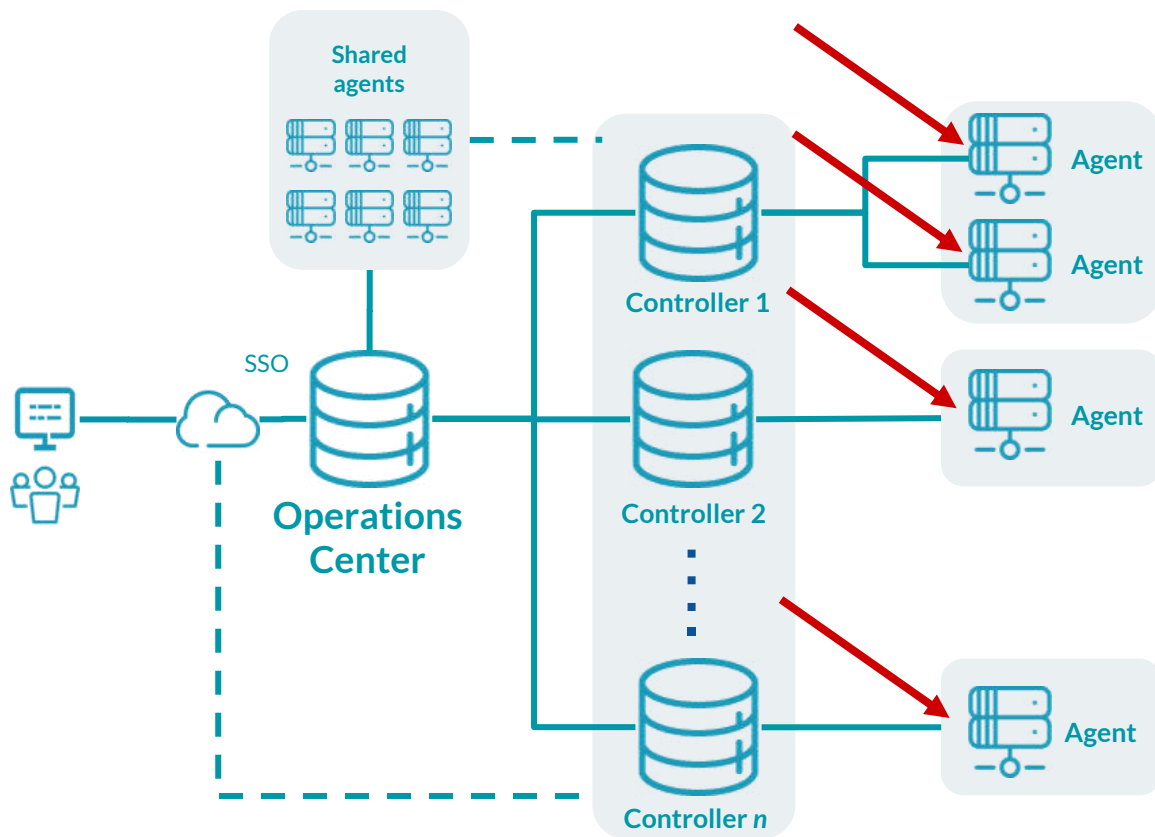 Shared
agents
Agent
Agent
Controller 1
SSO
Agent
Operations
Center
Controller 2
Agent
Controller n